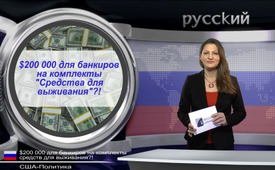 русский
$200 000 для банкиров
на комплекты
"Средства для
выживания"?!
$200 000 для банкиров на комплекты
средств для выживания?!
США-Политика